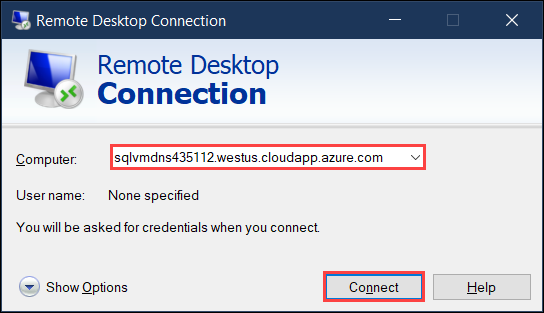 Remote Desktop Connection
Remote Desktop
Connection
Computer: sqlvmdns435112.westus.cloudapp.azure.com
User name: None specified
You will be asked for credentials when you connect.
Show Options Connect Help